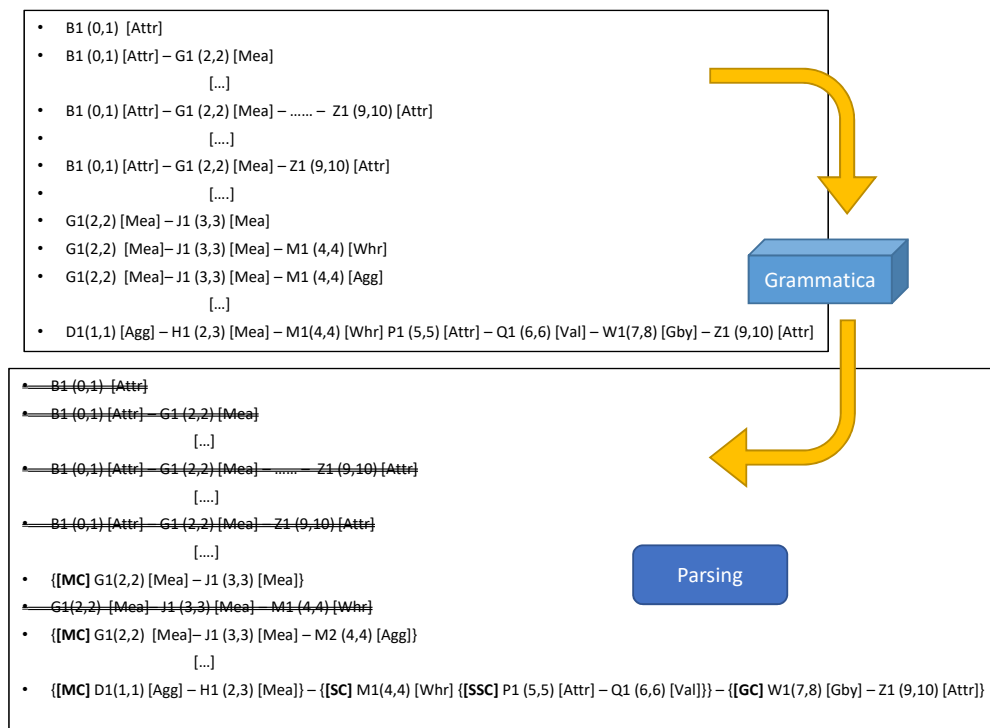 • B1 (0,1)  [Attr]
• B1 (0,1) [Attr] – G1 (2,2) [Mea]
[…]
• B1 (0,1) [Attr] – G1 (2,2) [Mea] – …… –  Z1 (9,10) [Attr]
• [….]
• B1 (0,1) [Attr] – G1 (2,2) [Mea] – Z1 (9,10) [Attr]
• [….]
• G1(2,2) [Mea] – J1 (3,3) [Mea]
• G1(2,2)  [Mea]– J1 (3,3) [Mea] – M1 (4,4) [Whr]
• G1(2,2)  [Mea]– J1 (3,3) [Mea] – M1 (4,4) [Agg]
[…]
• D1(1,1) [Agg] – H1 (2,3) [Mea] – M1(4,4) [Whr] P1 (5,5) [Attr] – Q1 (6,6) [Val] – W1(7,8) [Gby] – Z1 (9,10) [Attr]
Grammatica
• B1 (0,1)  [Attr]
• B1 (0,1) [Attr] – G1 (2,2) [Mea]
[…]
• B1 (0,1) [Attr] – G1 (2,2) [Mea] – …… –  Z1 (9,10) [Attr]
[….]
• B1 (0,1) [Attr] – G1 (2,2) [Mea] – Z1 (9,10) [Attr]
[….]
• {[MC] G1(2,2) [Mea] – J1 (3,3) [Mea]}
• G1(2,2)  [Mea]– J1 (3,3) [Mea] – M1 (4,4) [Whr]
• {[MC] G1(2,2)  [Mea]– J1 (3,3) [Mea] – M2 (4,4) [Agg]}
[…]
• {[MC] D1(1,1) [Agg] – H1 (2,3) [Mea]} – {[SC] M1(4,4) [Whr] {[SSC] P1 (5,5) [Attr] – Q1 (6,6) [Val]}} – {[GC] W1(7,8) [Gby] – Z1 (9,10) [Attr]}
Parsing